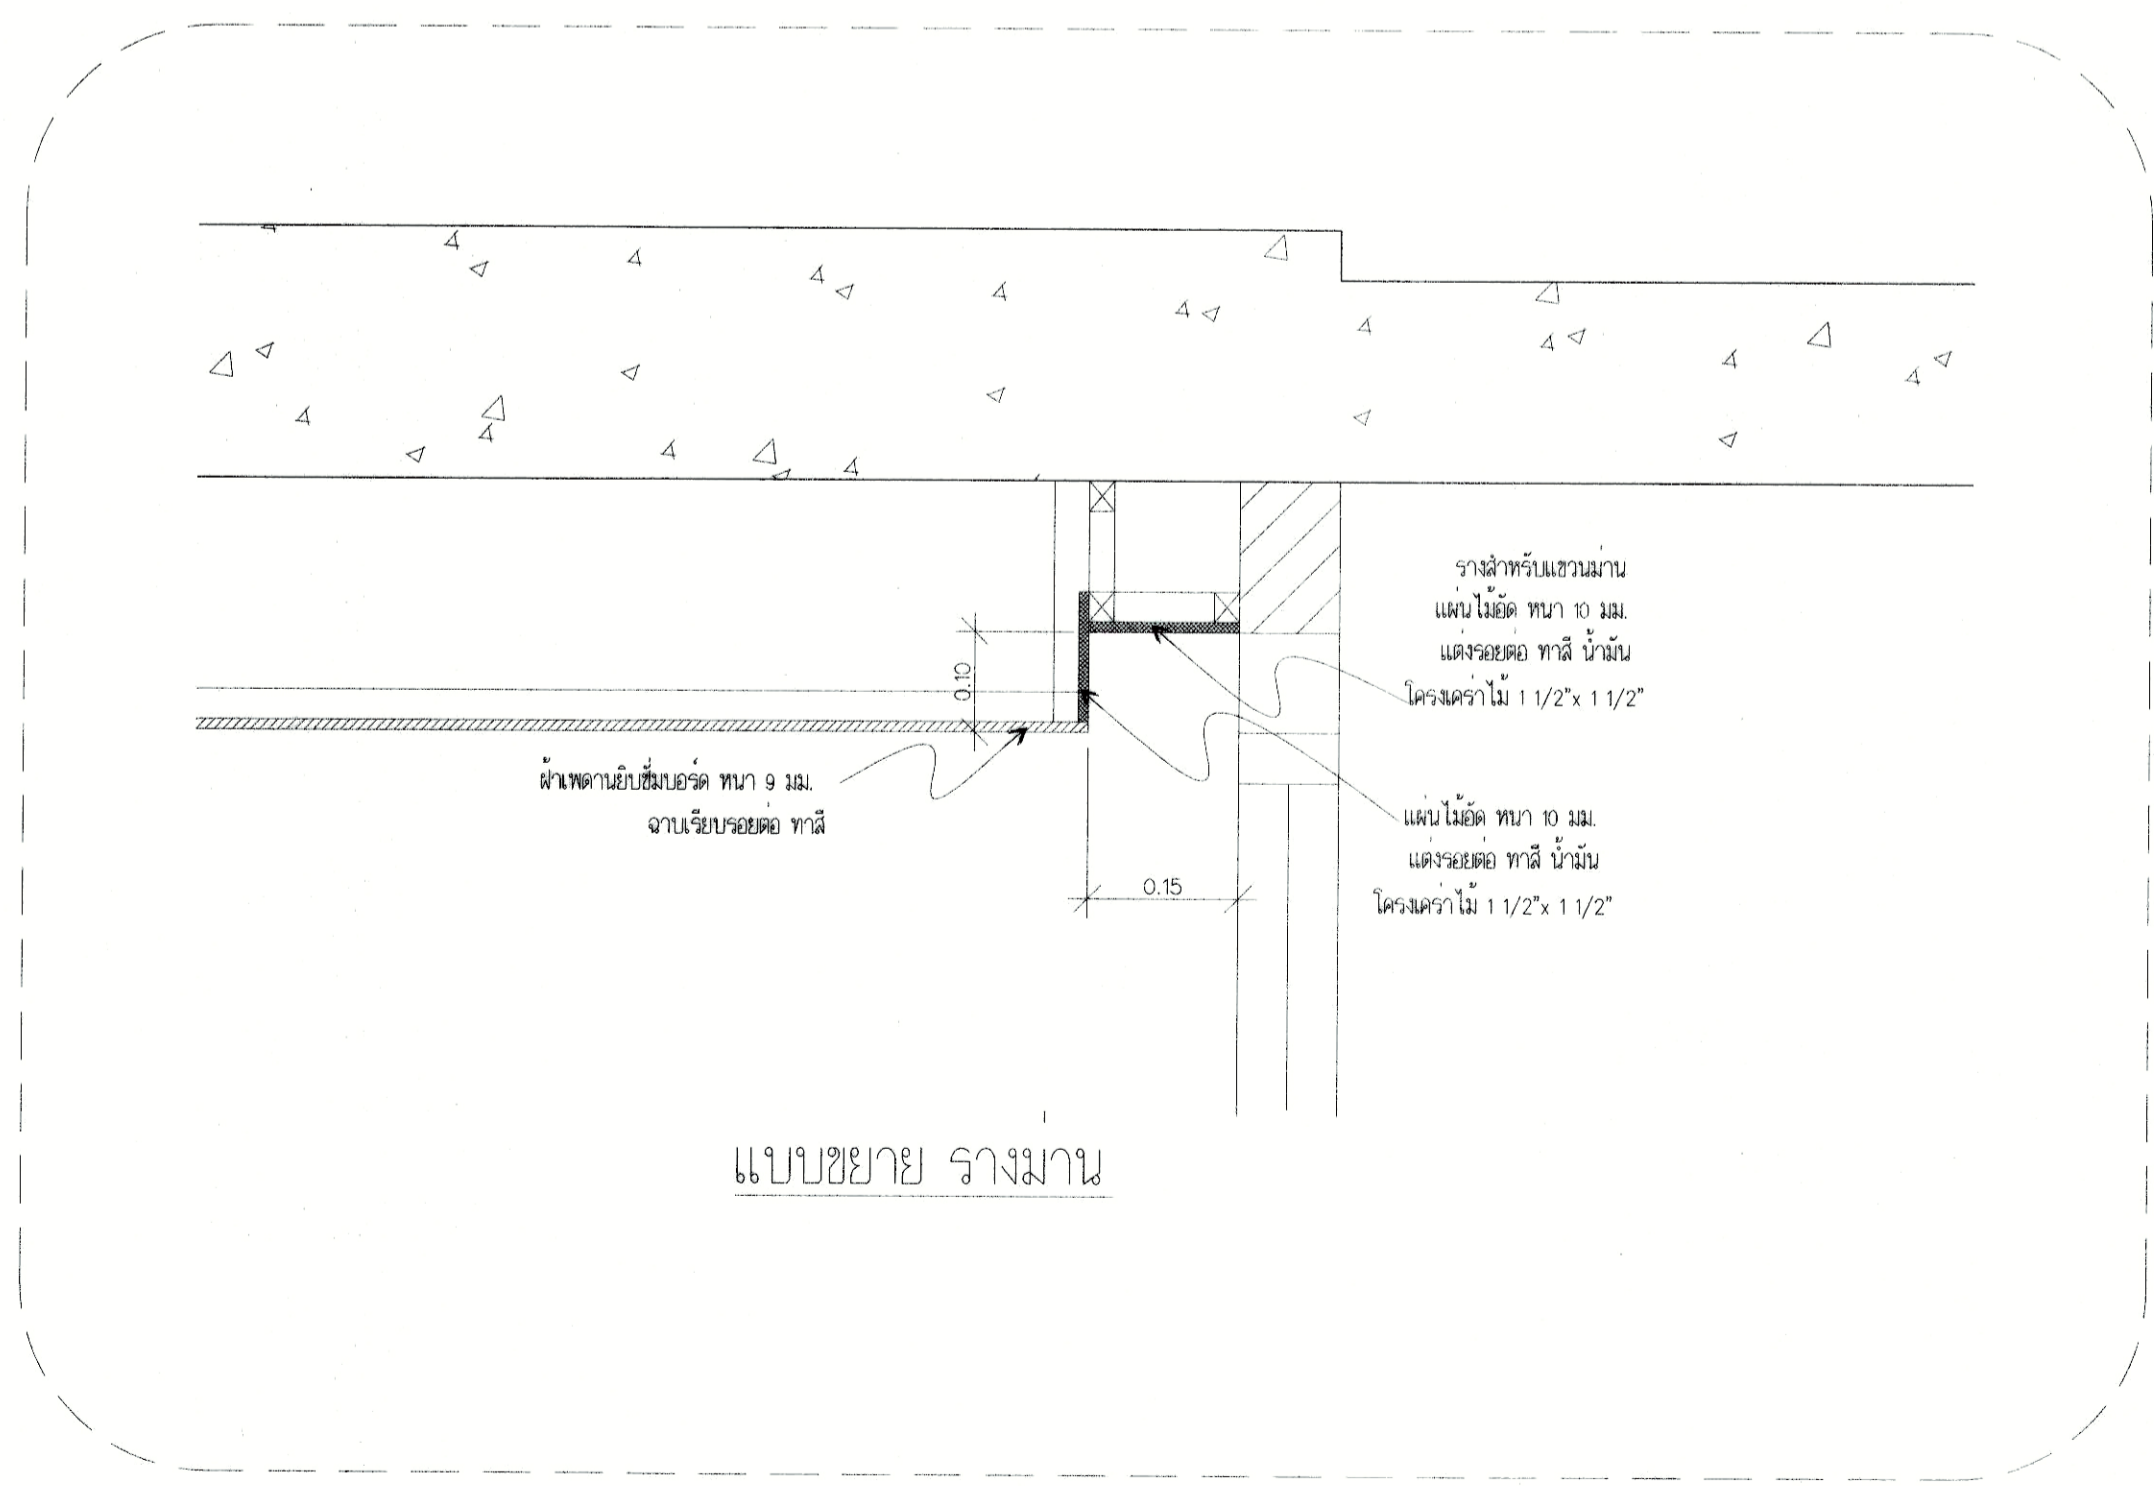 รางสำหรับแขวนม่าน
แผ่นไม้อัด หนา 10 มม.
แต่งรอยต่อ ทาสี น้ำมัน
โครงเคร่าไม้ 1 1/2"x 1 1/2"
0.10
ฝ้าเพดานยิบซั่มบอร์ด หนา 9 มม.
ฉาบเรียบรอยต่อ ทาสี
แผ่นไม้อัด หนา 10 มม.
แต่งรอยต่อ ทาสี น้ำมัน
โครงเคร่าไม้ 1 1/2"x 1 1/2"
0.15
แบบขยาย รางม่าน